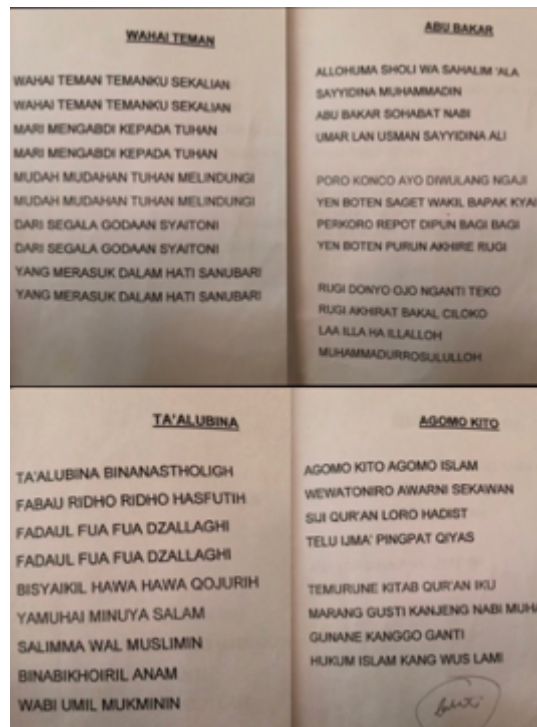 WAHAI TEMAN
WAHAI TEMAN TEMANKU SEKALIAN
WAHAI TEMAN TEMANKU SEKALIAN
MARI MENGABDI KEPADA TUHAN
MARI MENGABDI KEPADA TUHAN
MUDAH MUDAHAN TUHAN MELINDUNGI
MUDAH MUDAHAN TUHAN MELINDUNGI
DARI SEGALA GODAAN SYAITONI
DARI SEGALA GODAAN SYAITONI
YANG MERASUK DALAM HATI SANUBARI
YANG MERASUK DALAM HATI SANUBARI
ABU BAKAR
ALLOHUMA SHOLI WA SAHALIM 'ALA
SAYYIDINA MUHAMMADIN
ABU BAKAR SOHABAT NABI
UMAR LAN USMAN SAYYIDINA ALI
PORO KONCO AYO DIWULANG NGAJI
YEN BOTEN SAGET WAKIL BAPAK KYAI
PERKORO REPOT DIPUN BAGI BAGI
YEN BOTEN PURUN AKHIRE RUGI
RUGI DONYO OJO NGANTI TEKO
RUGI AKHIRAT BAKAL CILOKO
LAA ILLA HA ILLALLOH
MUHAMMADURROSULULLOH
TA'ALUBINA
TA'ALUBINA BINANASTHOLIGH
FABAU RIDHO RIDHO HASFUTIH
FADAUL FUA FUA DZALLAGHI
FADAUL FUA FUA DZALLAGHI
BISYAIKIL HAWA HAWA QOJURIH
YAMUHAI MINUYA SALAM
SALIMMA WAL MUSLIMIN
BINABIKHOIRIL ANAM
WABI UMIL MUKMININ
AGOMO KITO
AGOMO KITO AGOMO ISLAM
WEWATONIRO AWARNI SEKAWAN
SIJI QUR'AN LORO HADIST
TELU IJMA' PINGPAT QIYAS
TEMURUNE KITAB QUR'AN IKU
MARANG GUSTI KANJENG NABI MUHA
GUNANE KANGGO GANTI
HUKUM ISLAM KANG WUS LAMI